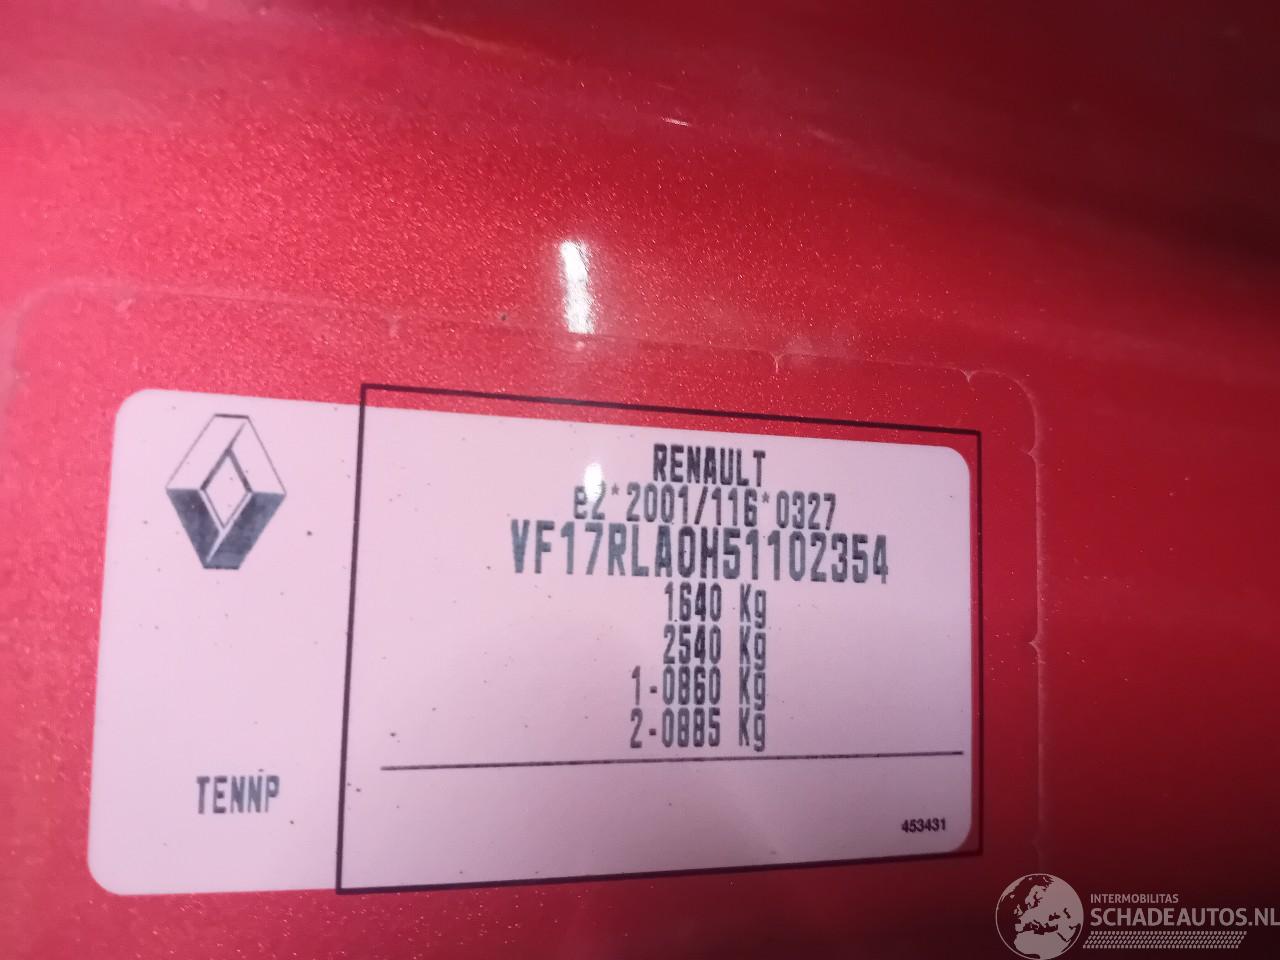 RENAULT
e2*2001/116*0327
VF17RLA0H51102354
1640 Kg
2540 Kg
1-0860 Kg
2-0885 Kg
TENNP
453431
INTERMOBILITAS
SCHADEAUTOS.NL